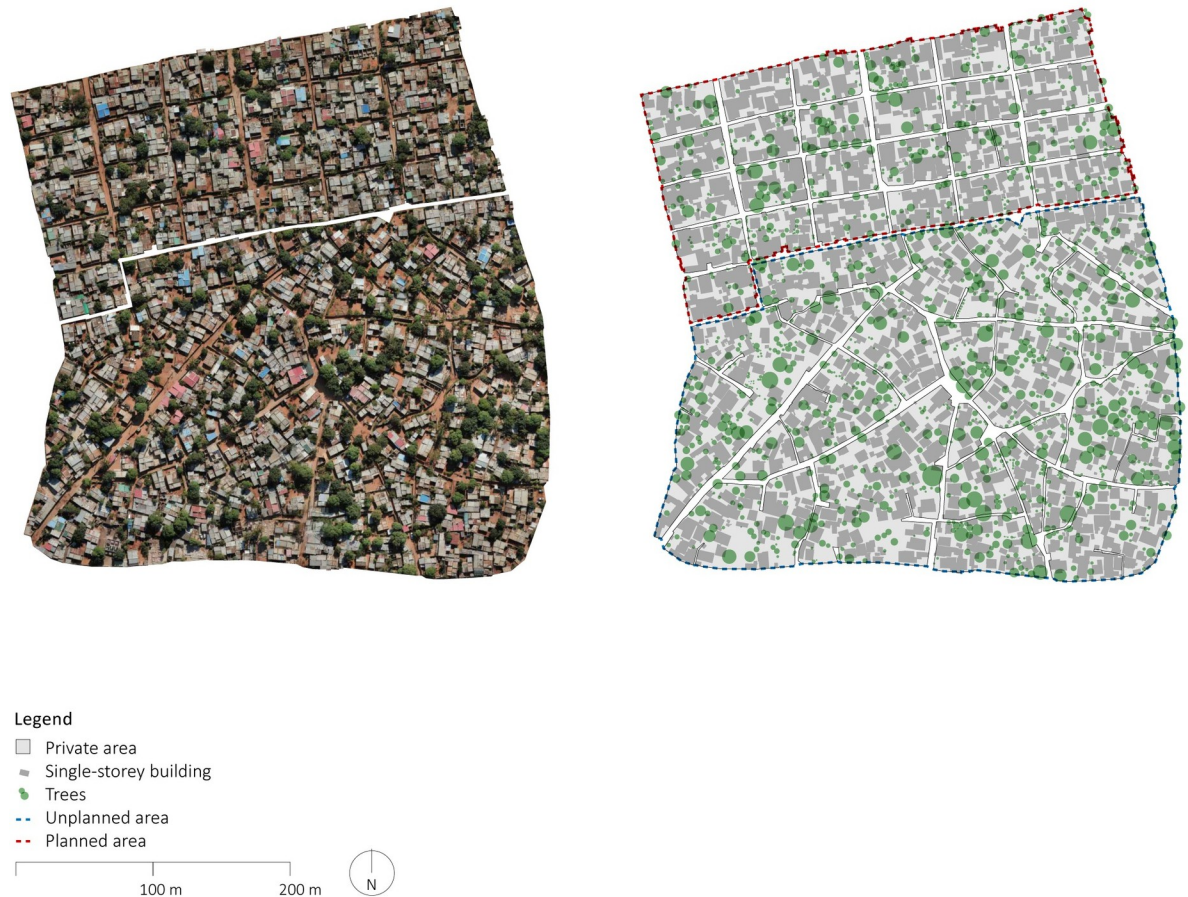 Legend
Private area
Single-storey building
Trees
Unplanned area
Planned area
100 m
200 m
N